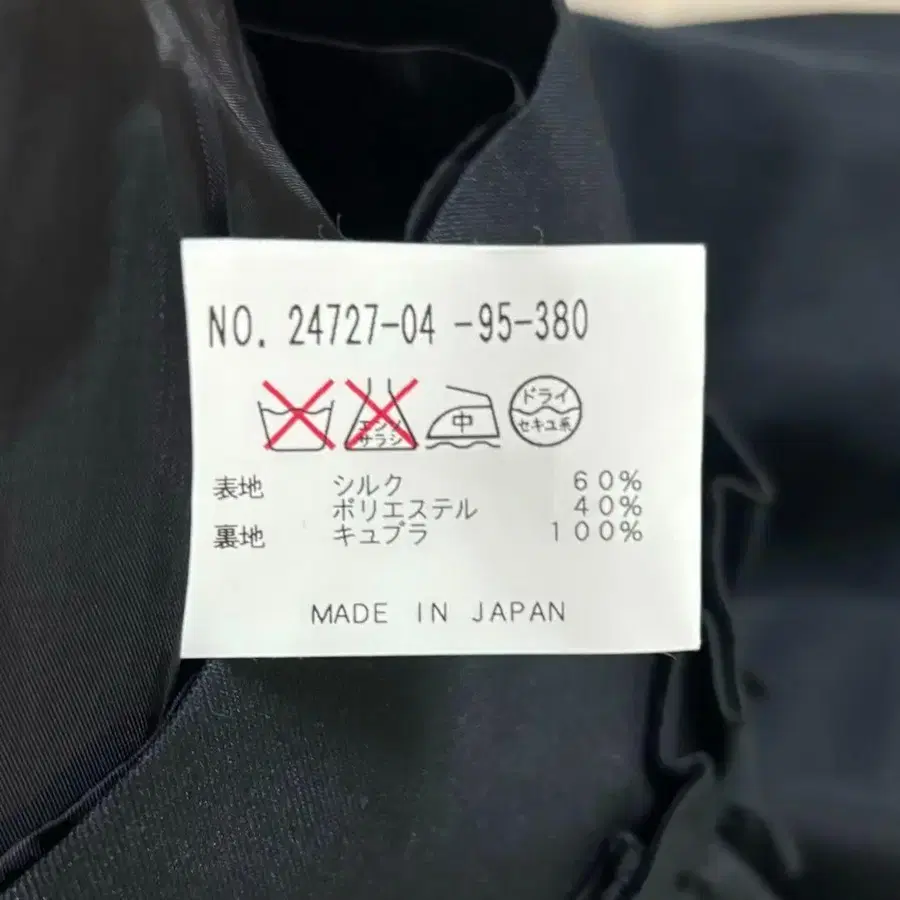 NO. 24727-04 -95-380
エンソ
サラシ
中
ドライ
セキユ系
表地 シルク 60%
ポリエステル 40%
裏地 キュプラ 100%
MADE IN JAPAN